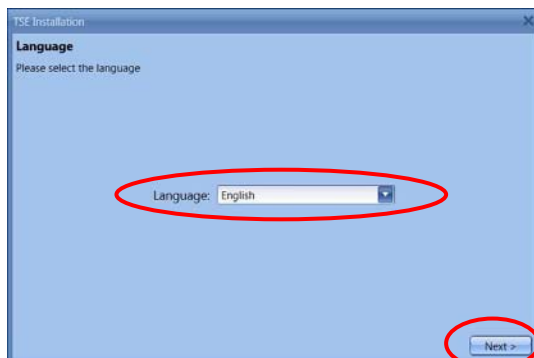 TSE Installation
Language
Please select the language
Language: English
Next >